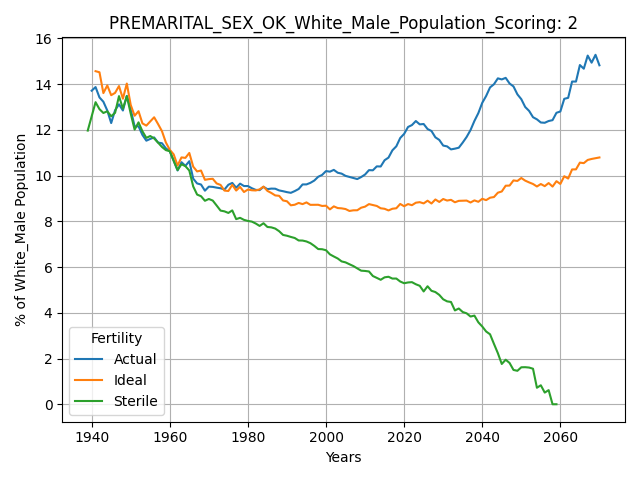 PREMARITAL_SEX_OK_White_Male_Population_Scoring: 2
% of White_Male Population
16
14
12
10
8
6
4
2
0
Fertility
Actual
Ideal
Sterile
1940
1960
1980
2000
2020
2040
2060
Years